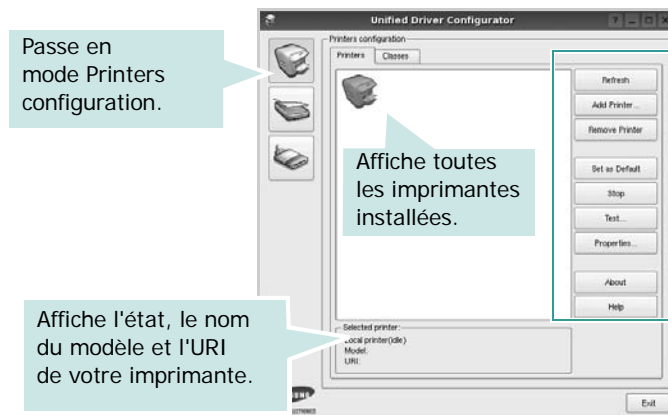 Unified Driver Configurator
Passe en
mode Printers
configuration.
Printers configuration
Printers
Classes
Refresh
Add Printer...
Remove Printer
Set as Default
Stop
Test...
Properties...
About
Help
Affiche toutes
les imprimantes
installées.
Affiche l'état, le nom
du modèle et l'URI
de votre imprimante.
Selected printer:
Local printer(idle)
Model:
URI:
Exit